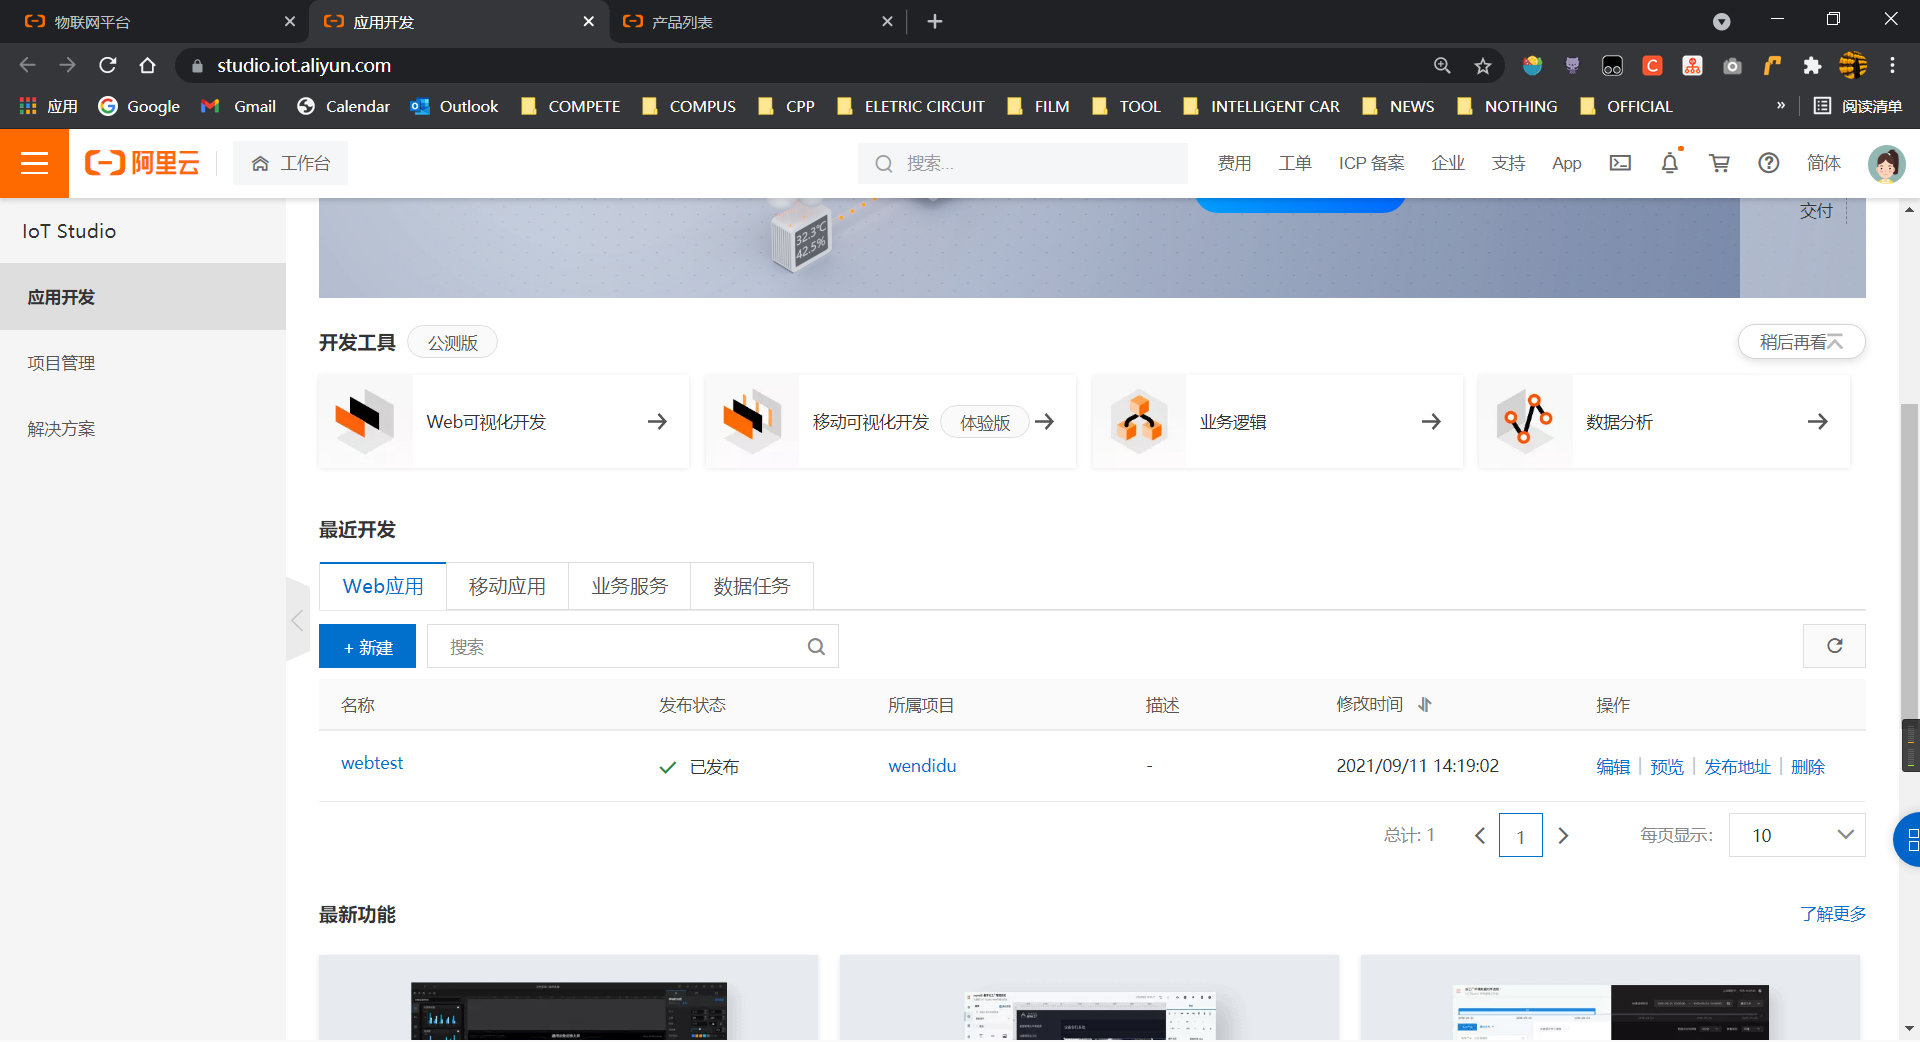 物联网平台
应用开发
产品列表
studio.iot.aliyun.com
应用 Google Gmail Calendar Outlook COMPETE COMPUS CPP ELETRIC CIRCUIT FILM TOOL INTELLIGENT CAR NEWS NOTHING OFFICIAL » 阅读清单
阿里云 工作台 搜索... 费用 工单 ICP 备案 企业 支持 App 简体
IoT Studio
应用开发
项目管理
解决方案
32.3℃
42.5%
交付
开发工具 公测版 稍后再看
Web可视化开发
移动可视化开发 体验版
业务逻辑
数据分析
最近开发
Web应用 移动应用 业务服务 数据任务
+ 新建 搜索
名称 发布状态 所属项目 描述 修改时间 操作
webtest 已发布 wendidu - 2021/09/11 14:19:02 编辑 预览 发布地址 删除
总计: 1 1 每页显示: 10
最新功能 了解更多